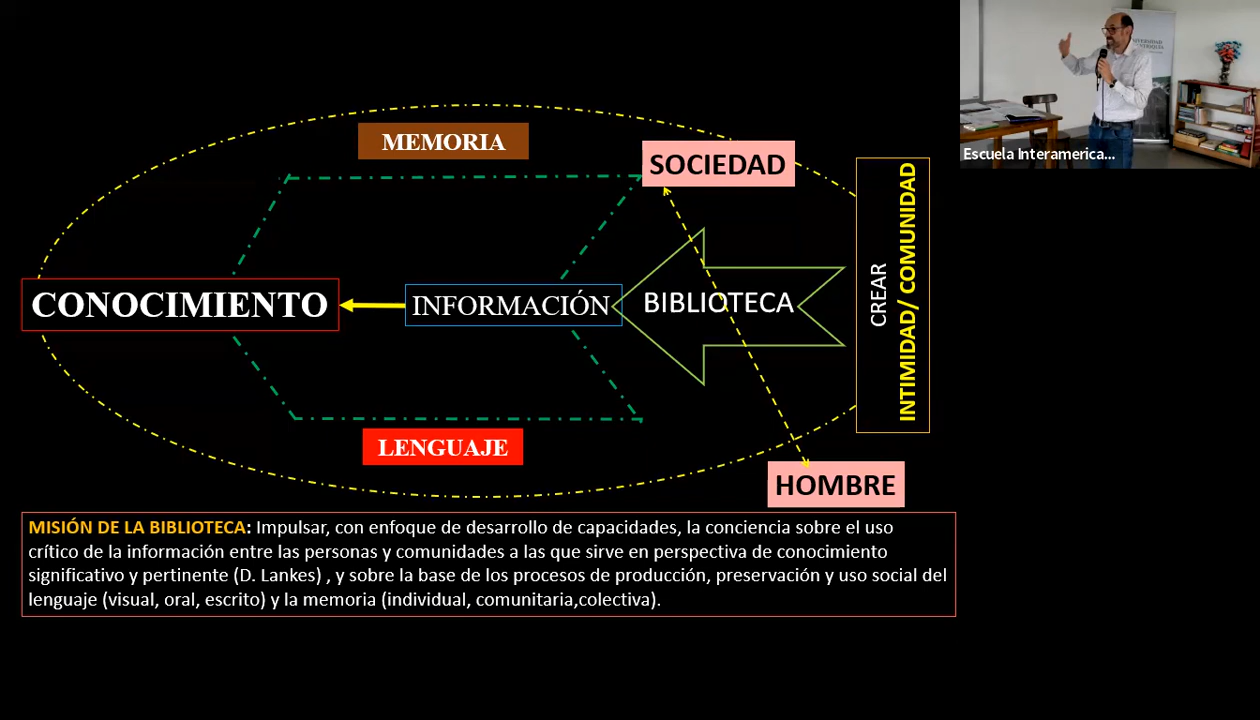 MEMORIA
SOCIEDAD
CONOCIMIENTO
INFORMACIÓN
BIBLIOTECA
CREAR
INTIMIDAD/ COMUNIDAD
LENGUAJE
HOMBRE
MISIÓN DE LA BIBLIOTECA: Impulsar, con enfoque de desarrollo de capacidades, la conciencia sobre el uso
crítico de la información entre las personas y comunidades a las que sirve en perspectiva de conocimiento
significativo y pertinente (D. Lankes) , y sobre la base de los procesos de producción, preservación y uso social del
lenguaje (visual, oral, escrito) y la memoria (individual, comunitaria,colectiva).
Escuela Interamerica...